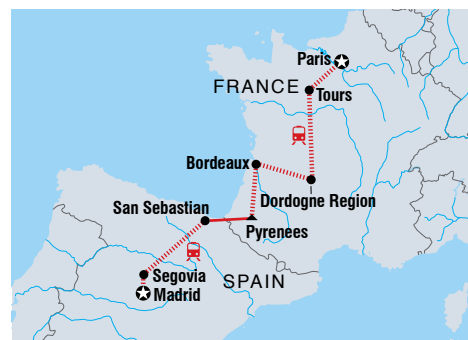 Paris
FRANCE
Tours
Bordeaux
Dordogne Region
San Sebastian
Pyrenees
Segovia
SPAIN
Madrid